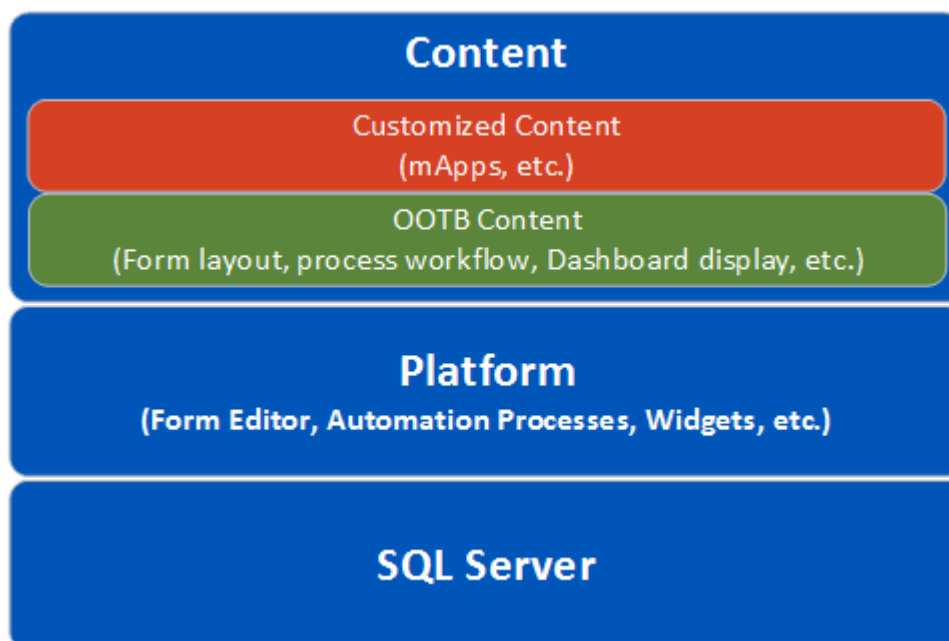 Content
Customized Content
(mApps, etc.)
OOTB Content
(Form layout, process workflow, Dashboard display, etc.)
Platform
(Form Editor, Automation Processes, Widgets, etc.)
SQL Server